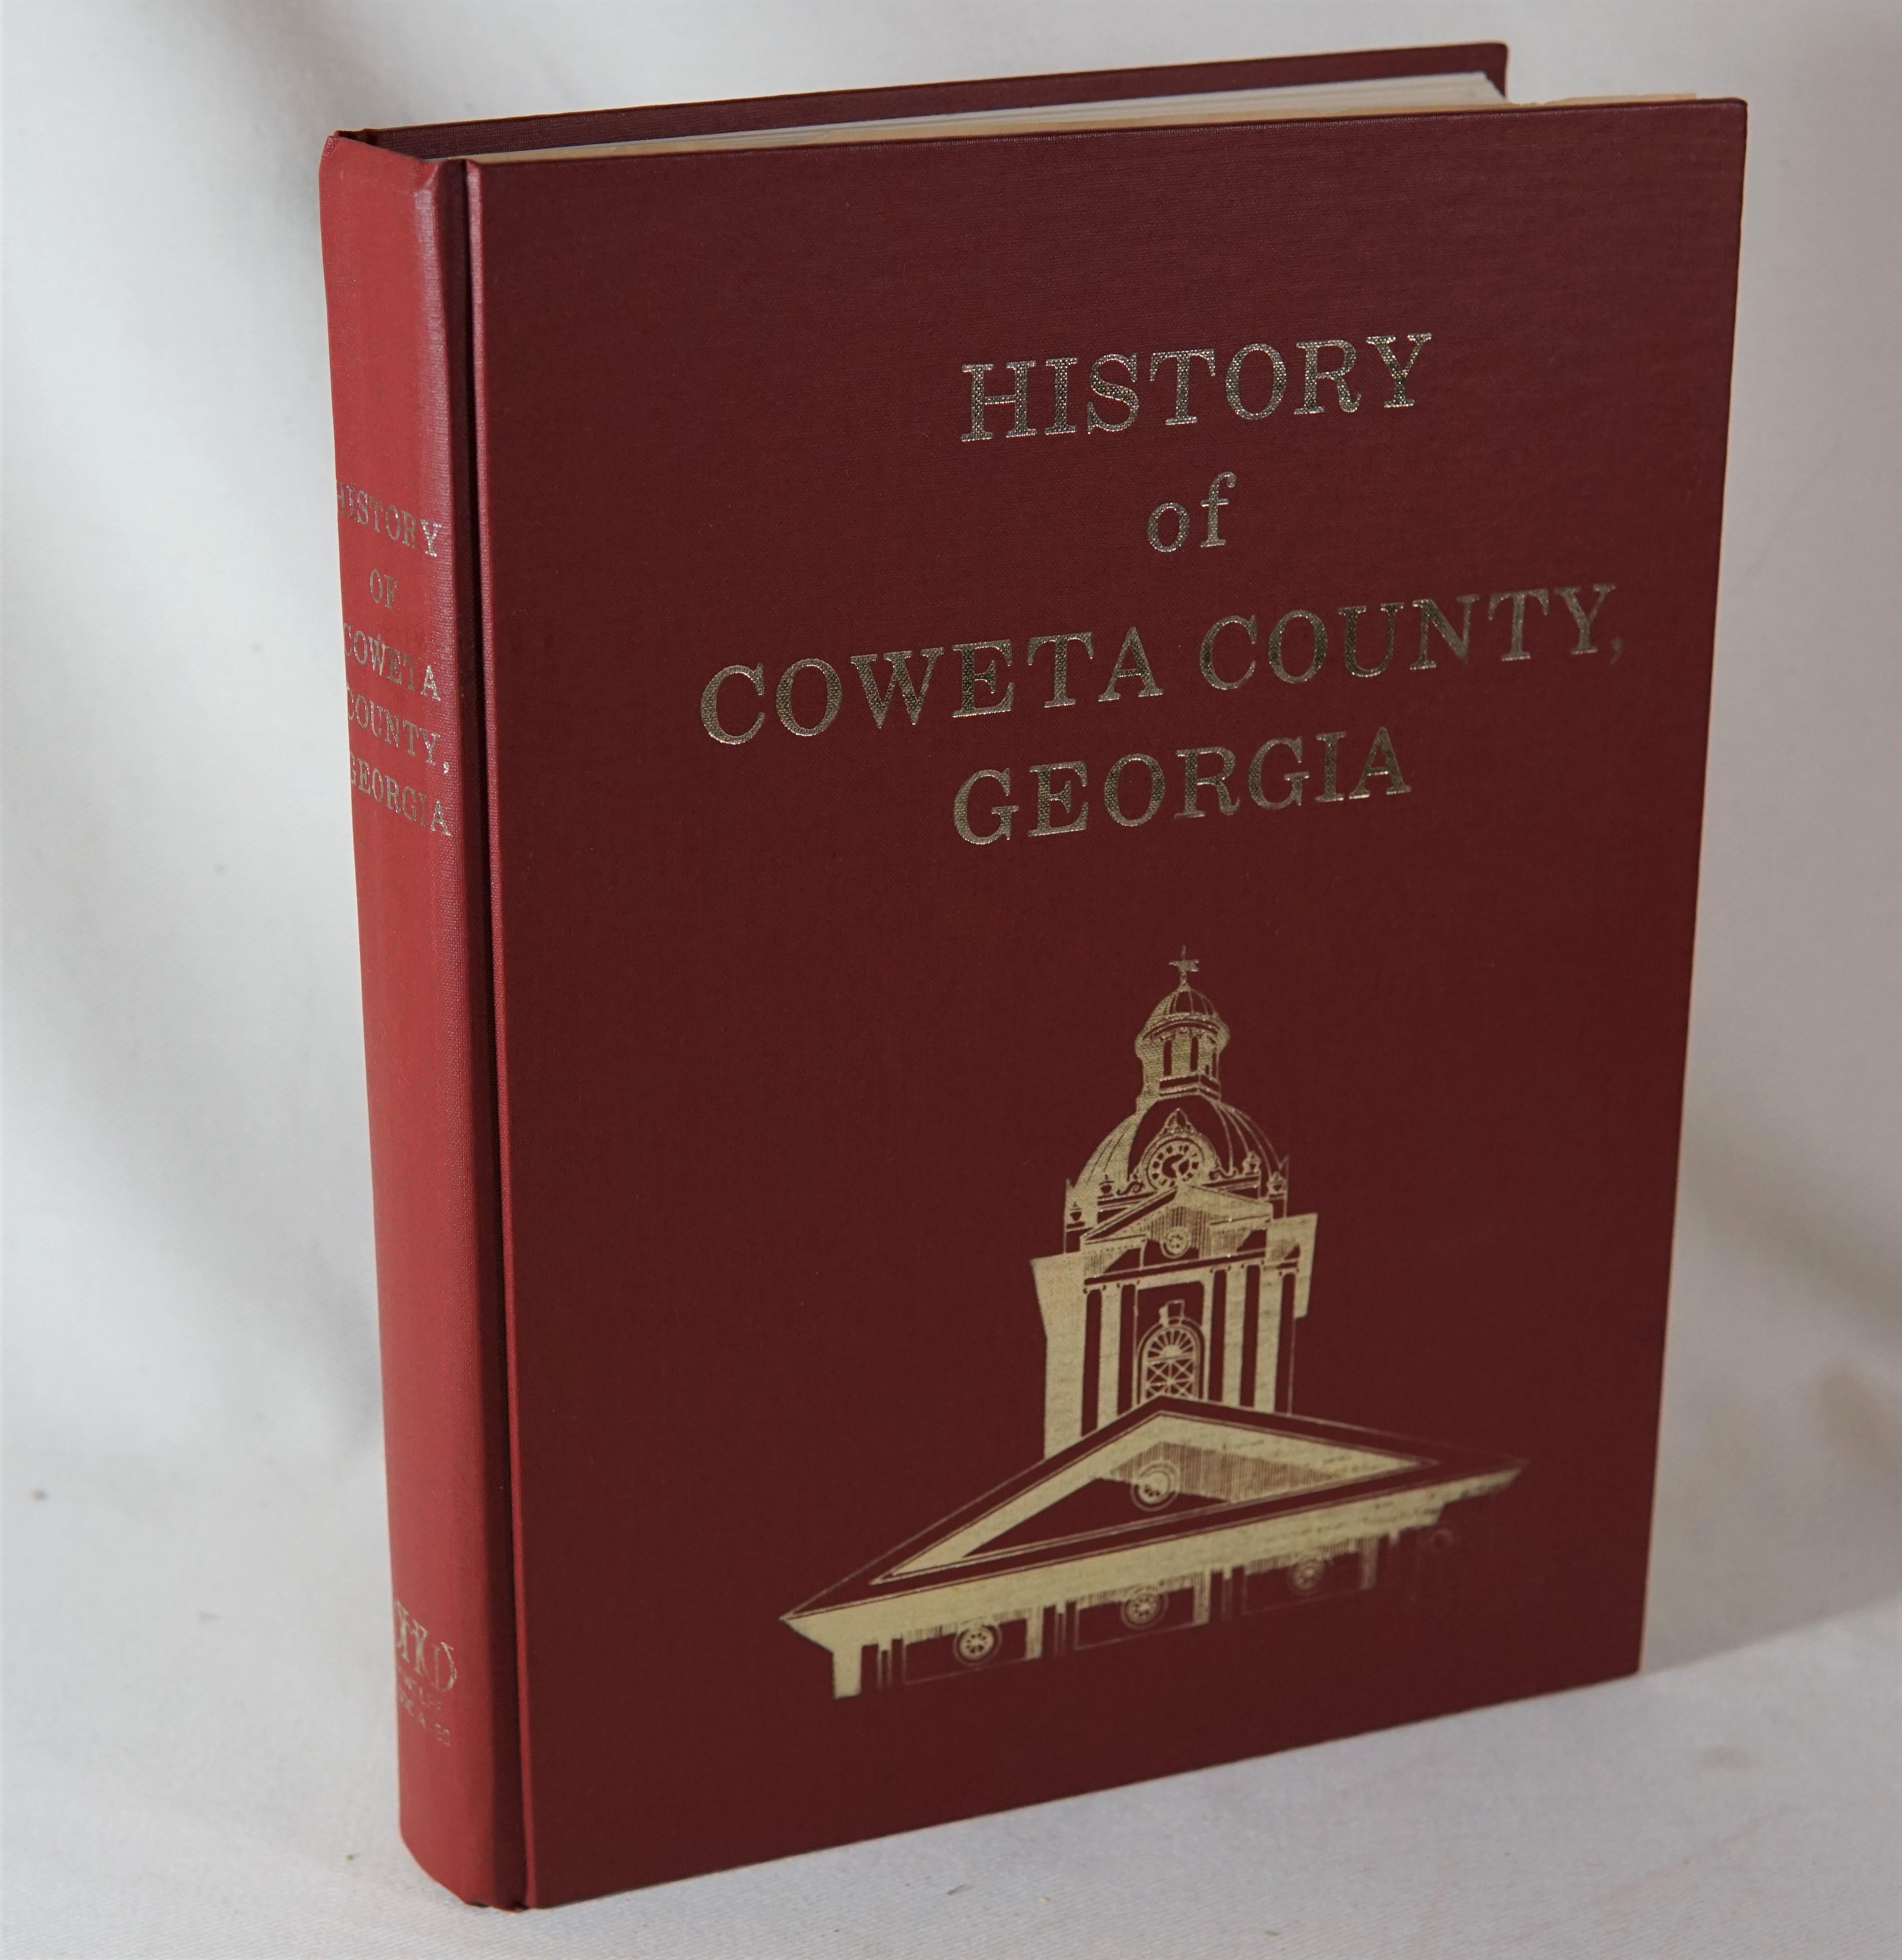 HISTORY
of
COWETA COUNTY,
GEORGIA
HISTORY
OF
COWETA
COUNTY,
GEORGIA